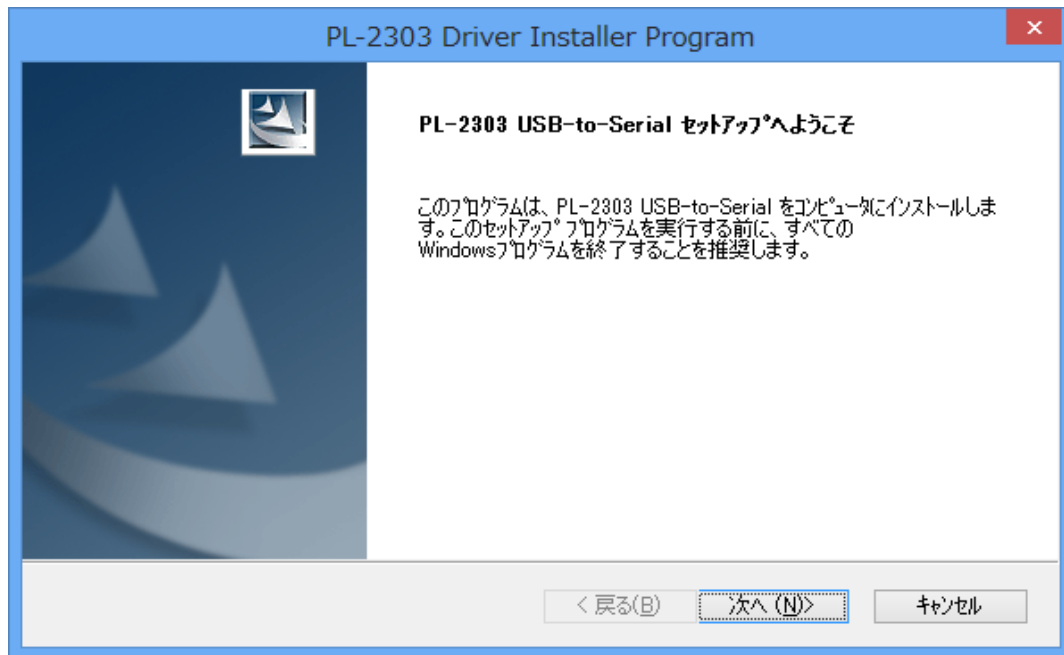 PL-2303 Driver Installer Program
PL-2303 USB-to-Serial セットアップへようこそ
このプログラムは、PL-2303 USB-to-Serial をコンピュータにインストールしま
す。このセットアップ プログラムを実行する前に、すべての
Windowsプログラムを終了することを推奨します。
< 戻る(B)
次へ (N)>
キャンセル